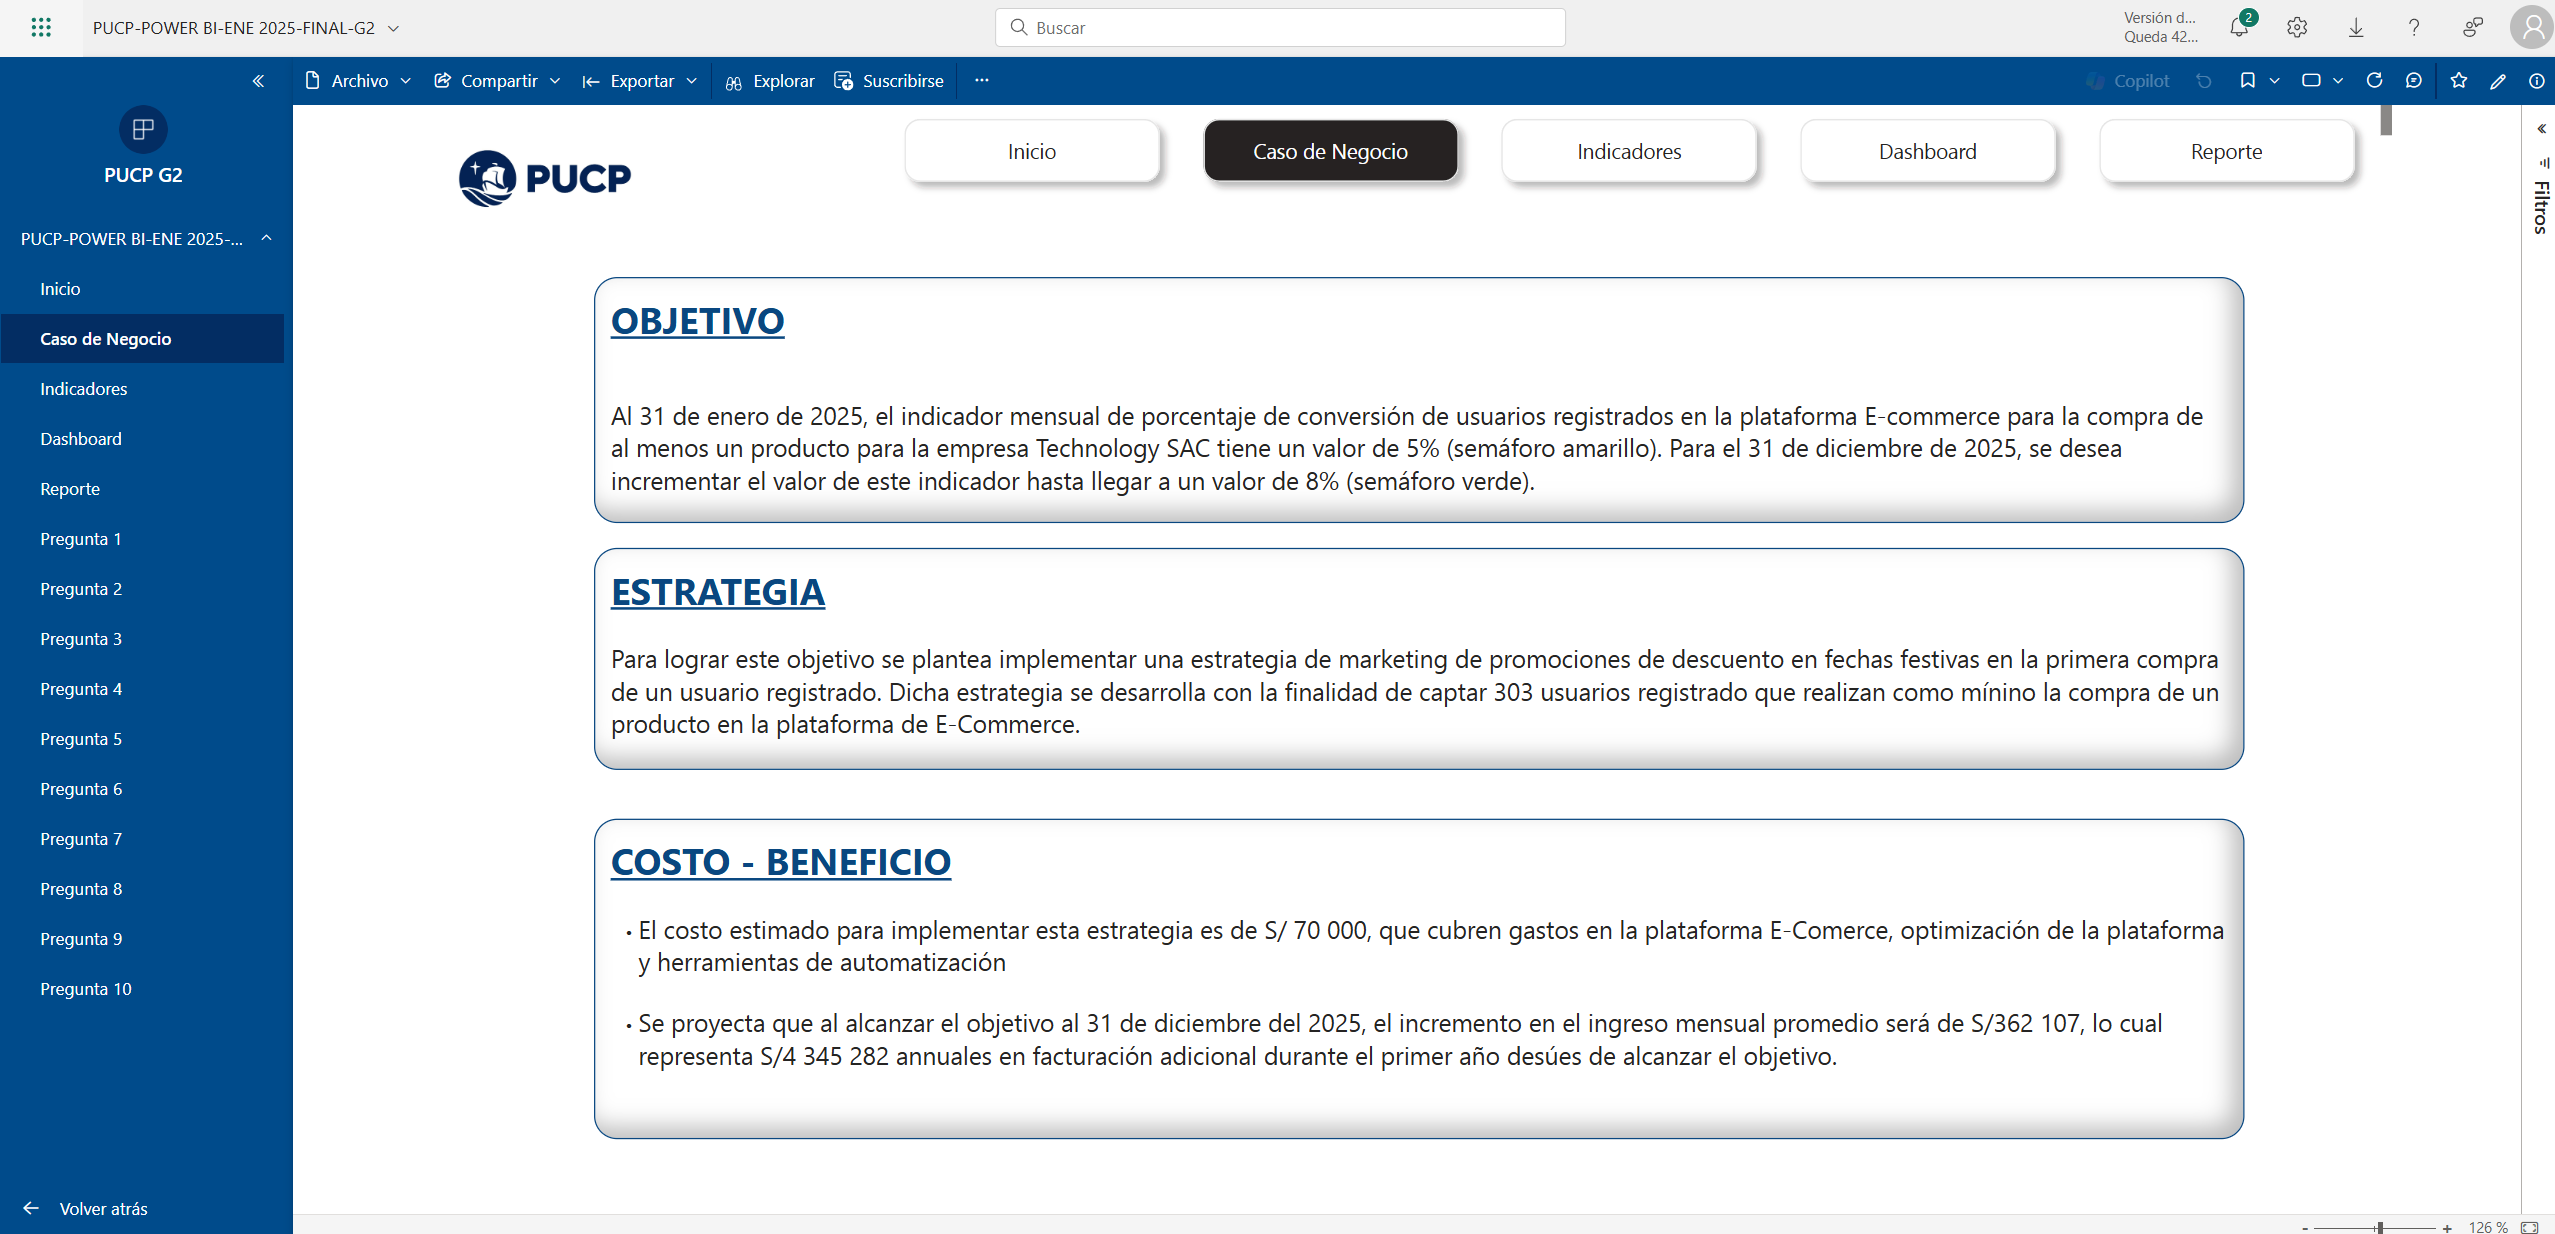 PUCP-POWER BI-ENE 2025-FINAL-G2
Buscar
Versión d...
Queda 42...
2
Archivo
Compartir
Exportar
Explorar
Suscribirse
Copilot
PUCP G2
PUCP-POWER BI-ENE 2025-...
Inicio
Caso de Negocio
Indicadores
Dashboard
Reporte
Pregunta 1
Pregunta 2
Pregunta 3
Pregunta 4
Pregunta 5
Pregunta 6
Pregunta 7
Pregunta 8
Pregunta 9
Pregunta 10
Volver atrás
PUCP
Inicio
Caso de Negocio
Indicadores
Dashboard
Reporte
Filtros
OBJETIVO
Al 31 de enero de 2025, el indicador mensual de porcentaje de conversión de usuarios registrados en la plataforma E-commerce para la compra de
al menos un producto para la empresa Technology SAC tiene un valor de 5% (semáforo amarillo). Para el 31 de diciembre de 2025, se desea
incrementar el valor de este indicador hasta llegar a un valor de 8% (semáforo verde).
ESTRATEGIA
Para lograr este objetivo se plantea implementar una estrategia de marketing de promociones de descuento en fechas festivas en la primera compra
de un usuario registrado. Dicha estrategia se desarrolla con la finalidad de captar 303 usuarios registrado que realizan como mínino la compra de un
producto en la plataforma de E-Commerce.
COSTO - BENEFICIO
• El costo estimado para implementar esta estrategia es de S/ 70 000, que cubren gastos en la plataforma E-Comerce, optimización de la plataforma
y herramientas de automatización
• Se proyecta que al alcanzar el objetivo al 31 de diciembre del 2025, el incremento en el ingreso mensual promedio será de S/362 107, lo cual
representa S/4 345 282 annuales en facturación adicional durante el primer año desúes de alcanzar el objetivo.
- + 126 %